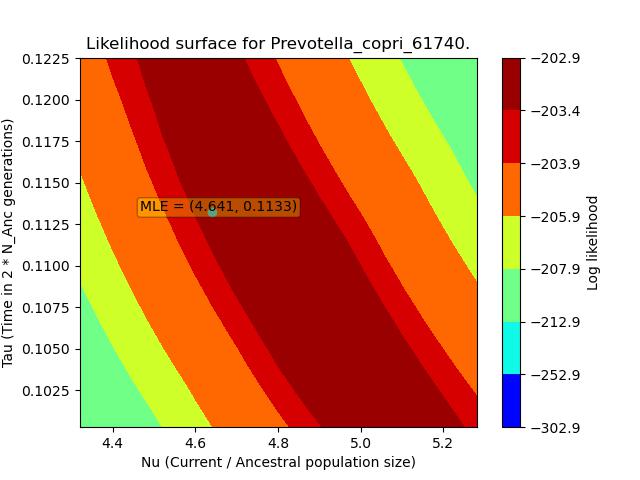 Likelihood surface for Prevotella_copri_61740.
0.1225
0.1200
0.1175
0.1150
0.1125
0.1100
0.1075
0.1050
0.1025
Tau (Time in 2 * N_Anc generations)
MLE = (4.641, 0.1133)
4.4 4.6 4.8 5.0 5.2
Nu (Current / Ancestral population size)
−202.9
−203.4
−203.9
−205.9
−207.9
−212.9
−252.9
−302.9
Log likelihood